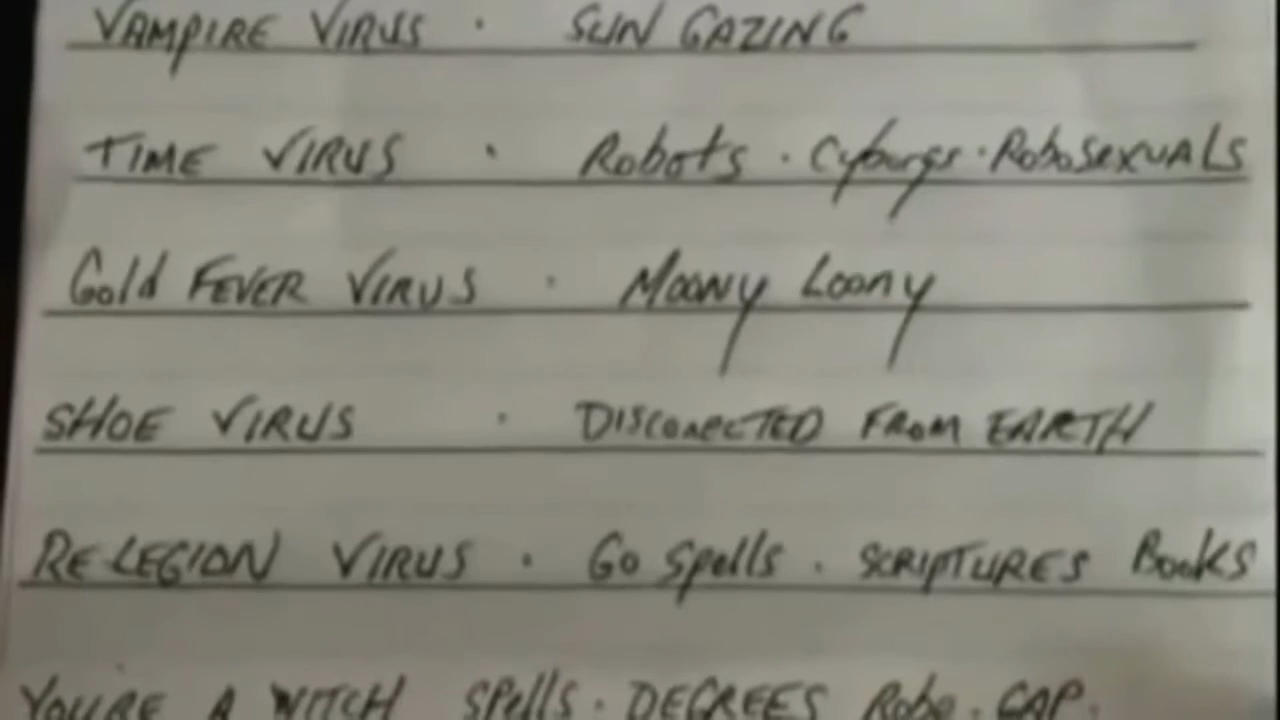 VAMPIRE VIRUS · SUN GAZING
TIME VIRUS · Robots · Cyborgs · RoboSEXUALS
Gold FEVER VIRUS · Moony Loony
SHOE VIRUS · DISCONECTED FROM EARTH
RE-LEGION VIRUS · Go Spells · SCRIPTURES Books
YOU'RE A WITCH SPells · DEGREES Robe · CAP.